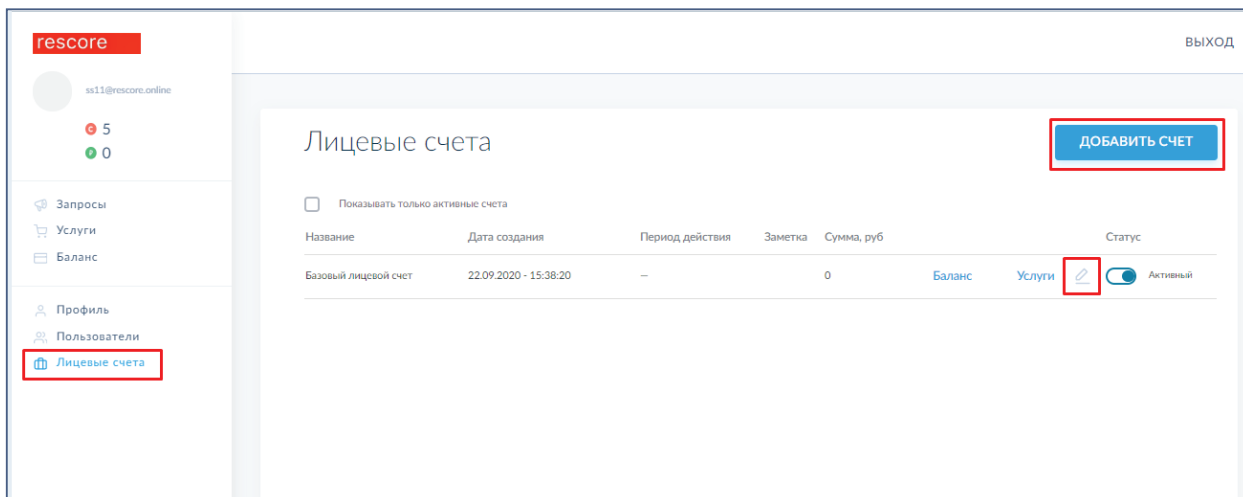 rescore
ВЫХОД
ss11@rescore.online
C 5
₽ 0
Лицевые счета
ДОБАВИТЬ СЧЕТ
Запросы
Услуги
Баланс
Показывать только активные счета
Название Дата создания Период действия Заметка Сумма, руб Статус
Базовый лицевой счет 22.09.2020 - 15:38:20 — 0 Баланс Услуги Активный
Профиль
Пользователи
Лицевые счета